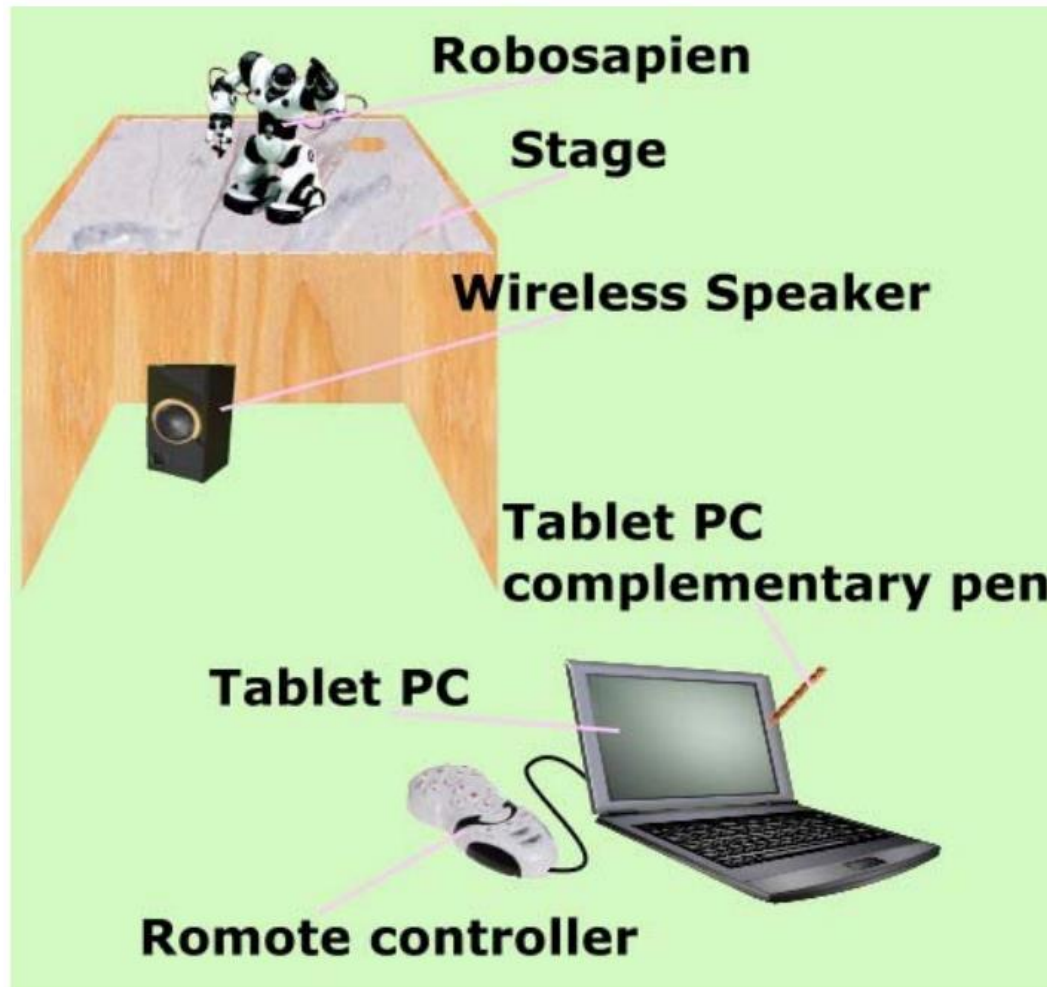 Robosapien
Stage
Wireless Speaker
Tablet PC
complementary pen
Tablet PC
Romote controller